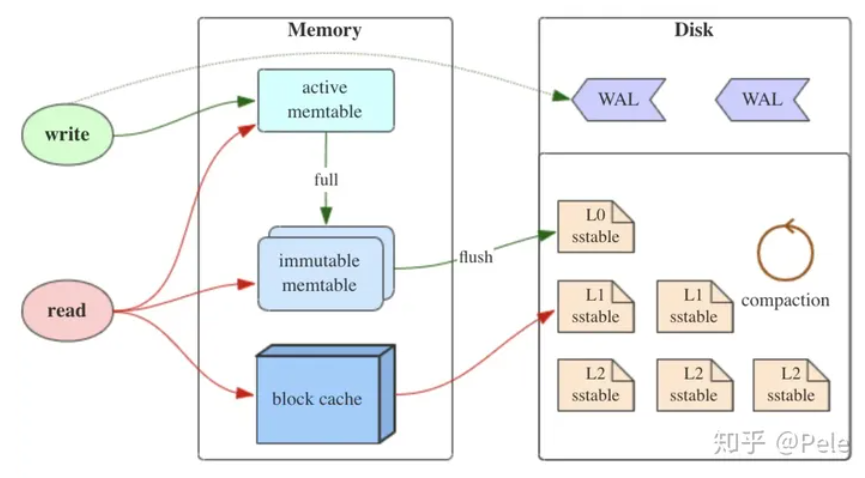 Memory
Disk
write
active
memtable
WAL
WAL
full
read
immutable
memtable
flush
L0
sstable
L1
sstable
L1
sstable
compaction
block cache
L2
sstable
L2
sstable
L2
sstable
知乎 @Pele